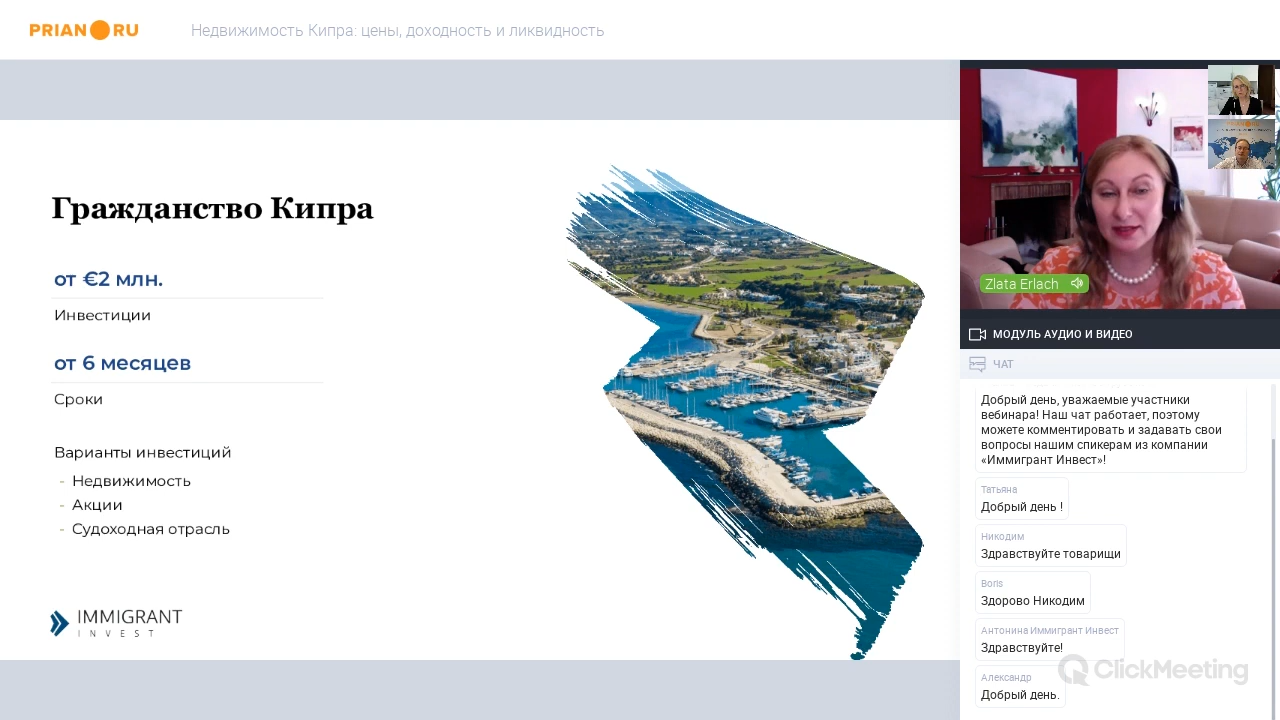 PRIAN RU
Недвижимость Кипра: цены, доходность и ликвидность
Гражданство Кипра
от €2 млн.
Инвестиции
от 6 месяцев
Сроки
Варианты инвестиций
- Недвижимость
- Акции
- Судоходная отрасль
IMMIGRANT
INVEST
Zlata Erlach
МОДУЛЬ АУДИО И ВИДЕО
ЧАТ
Добрый день, уважаемые участники
вебинара! Наш чат работает, поэтому
можете комментировать и задавать свои
вопросы нашим спикерам из компании
«Иммигрант Инвест»!
Татьяна
Добрый день !
Никодим
Здравствуйте товарищи
Boris
Здорово Никодим
Антонина Иммигрант Инвест
Здравствуйте!
Александр
Добрый день.
ClickMeeting